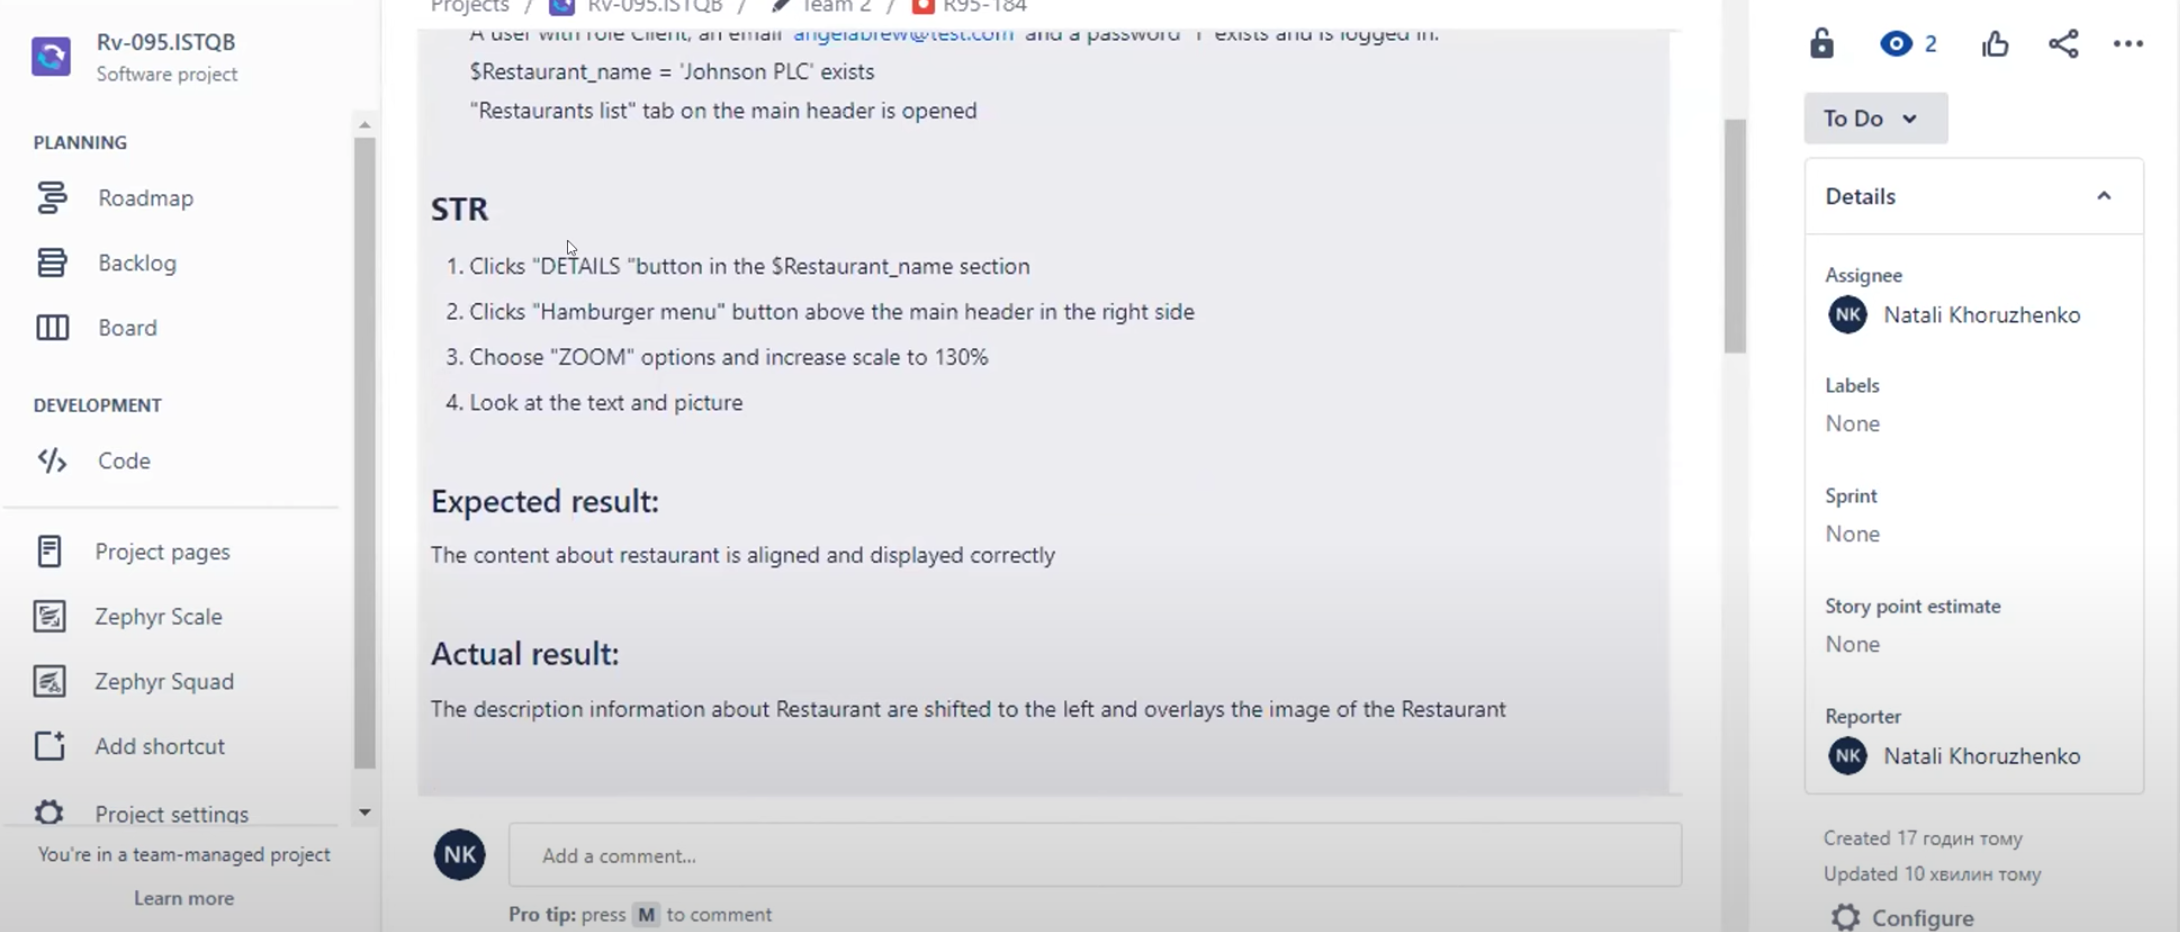 Projects / Rv-095.ISTQB / Team 2 / R95-184
Rv-095.ISTQB
Software project
PLANNING
Roadmap
Backlog
Board
DEVELOPMENT
Code
Project pages
Zephyr Scale
Zephyr Squad
Add shortcut
Project settings
You're in a team-managed project
Learn more
A user with role Client, an email angelabrew@test.com and a password '1' exists and is logged in.
$Restaurant_name = 'Johnson PLC' exists
"Restaurants list" tab on the main header is opened
STR
1. Clicks "DETAILS "button in the $Restaurant_name section
2. Clicks "Hamburger menu" button above the main header in the right side
3. Choose "ZOOM" options and increase scale to 130%
4. Look at the text and picture
Expected result:
The content about restaurant is aligned and displayed correctly
Actual result:
The description information about Restaurant are shifted to the left and overlays the image of the Restaurant
NK
Add a comment...
Pro tip: press M to comment
2
To Do
Details
Assignee
NK Natali Khoruzhenko
Labels
None
Sprint
None
Story point estimate
None
Reporter
NK Natali Khoruzhenko
Created 17 годин тому
Updated 10 хвилин тому
Configure